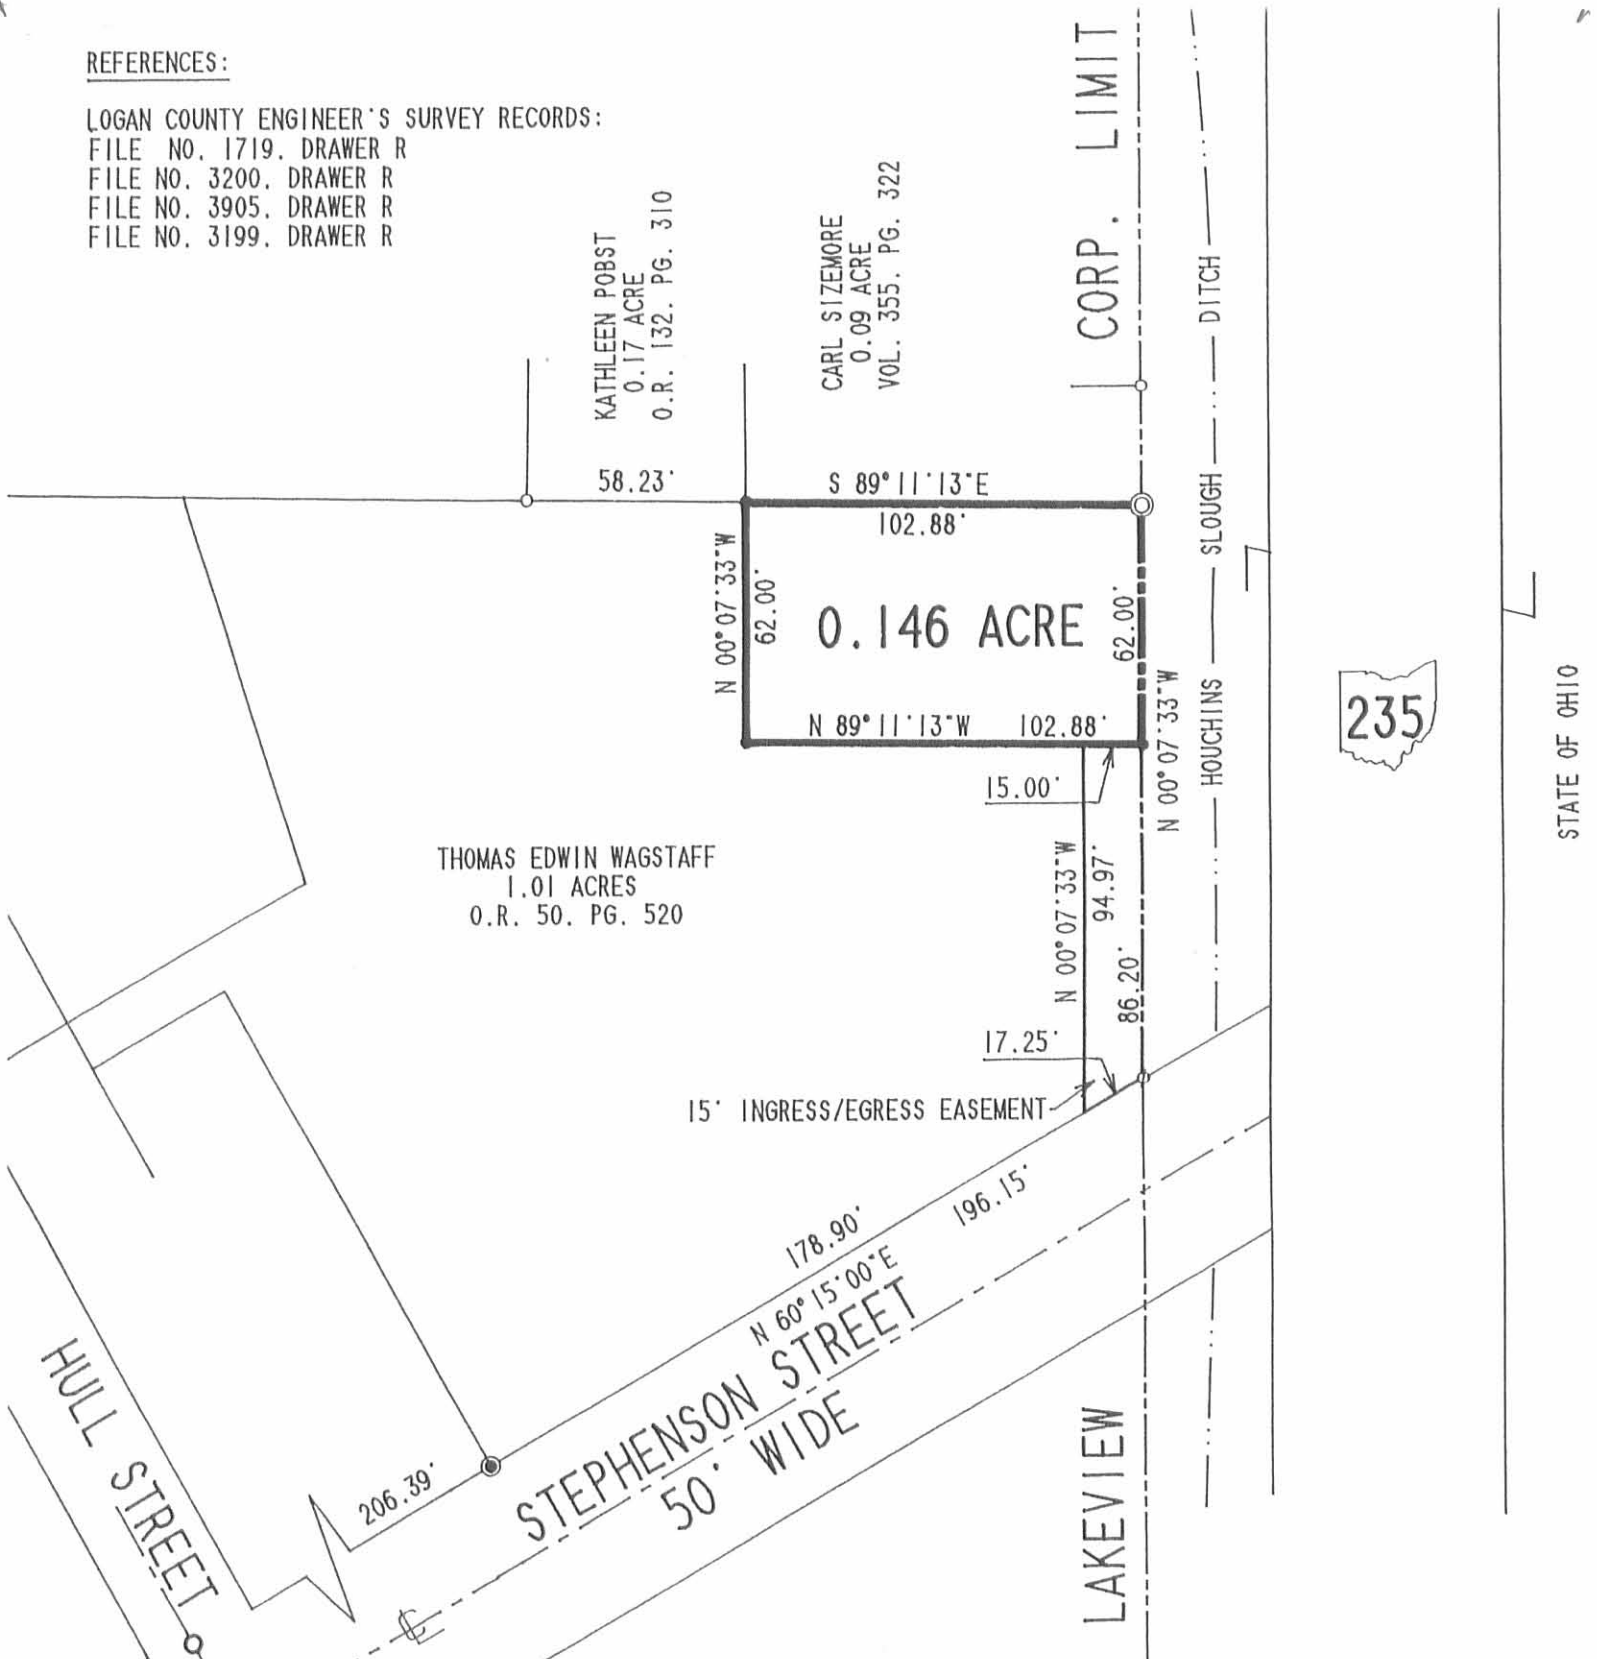 REFERENCES:
LOGAN COUNTY ENGINEER'S SURVEY RECORDS:
FILE NO. 1719. DRAWER R
FILE NO. 3200. DRAWER R
FILE NO. 3905. DRAWER R
FILE NO. 3199. DRAWER R
KATHLEEN POBST
0.17 ACRE
O.R. 132. PG. 310
CARL SIZEMORE
0.09 ACRE
VOL. 355. PG. 322
CORP. LIMIT
58.23'
S 89°11'13"E
102.88'
N 00°07'33"W
62.00'
0.146 ACRE
62.00'
N 00°07'33"W
N 89°11'13"W 102.88'
HOUCHINS SLOUGH DITCH
235
STATE OF OHIO
15.00'
THOMAS EDWIN WAGSTAFF
1.01 ACRES
O.R. 50. PG. 520
N 00°07'33"W
94.97'
86.20'
17.25'
15' INGRESS/EGRESS EASEMENT
178.90'
196.15'
N 60°15'00"E
STEPHENSON STREET
50' WIDE
206.39'
HULL STREET
LAKEVIEW